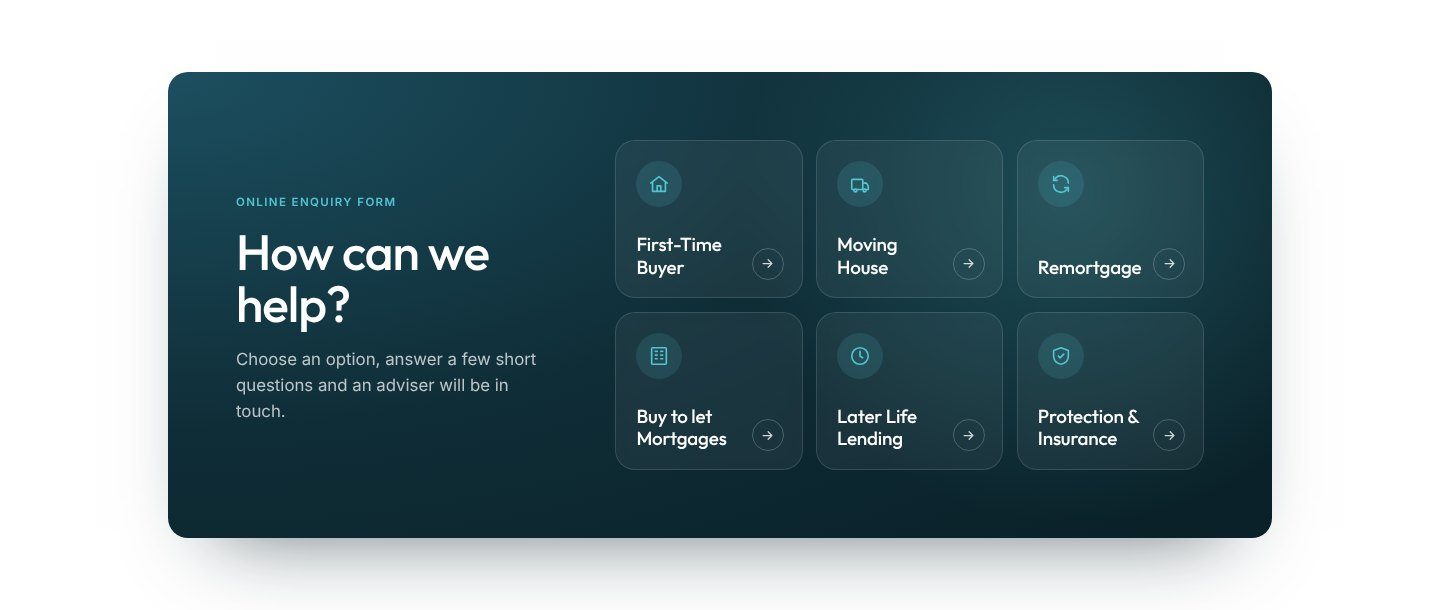 ONLINE ENQUIRY FORM
How can we
help?
Choose an option, answer a few short
questions and an adviser will be in
touch.
First-Time
Buyer
Moving
House
Remortgage
Buy to let
Mortgages
Later Life
Lending
Protection &
Insurance